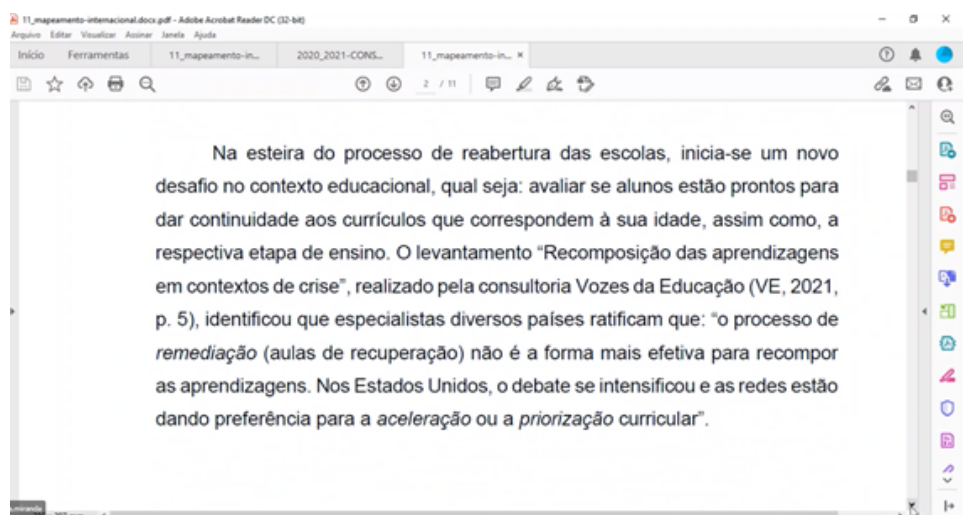 11_mapeamento-internacional.docx.pdf - Adobe Acrobat Reader DC (32-bit)
Arquivo Editar Visualizar Assinar Janela Ajuda
Início Ferramentas 11_mapeamento-in... 2020_2021-CONS... 11_mapeamento-in... ×
2 / 11
Na esteira do processo de reabertura das escolas, inicia-se um novo
desafio no contexto educacional, qual seja: avaliar se alunos estão prontos para
dar continuidade aos currículos que correspondem à sua idade, assim como, a
respectiva etapa de ensino. O levantamento “Recomposição das aprendizagens
em contextos de crise”, realizado pela consultoria Vozes da Educação (VE, 2021,
p. 5), identificou que especialistas diversos países ratificam que: “o processo de
remediação (aulas de recuperação) não é a forma mais efetiva para recompor
as aprendizagens. Nos Estados Unidos, o debate se intensificou e as redes estão
dando preferência para a aceleração ou a priorização curricular”.